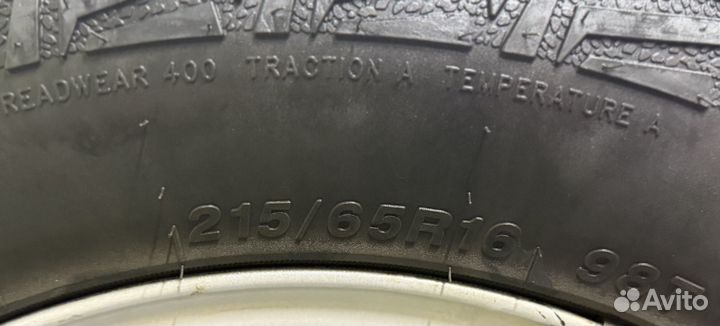 READWEAR 400 TRACTION A TEMPERATURE A
215/65R16 98
Avito